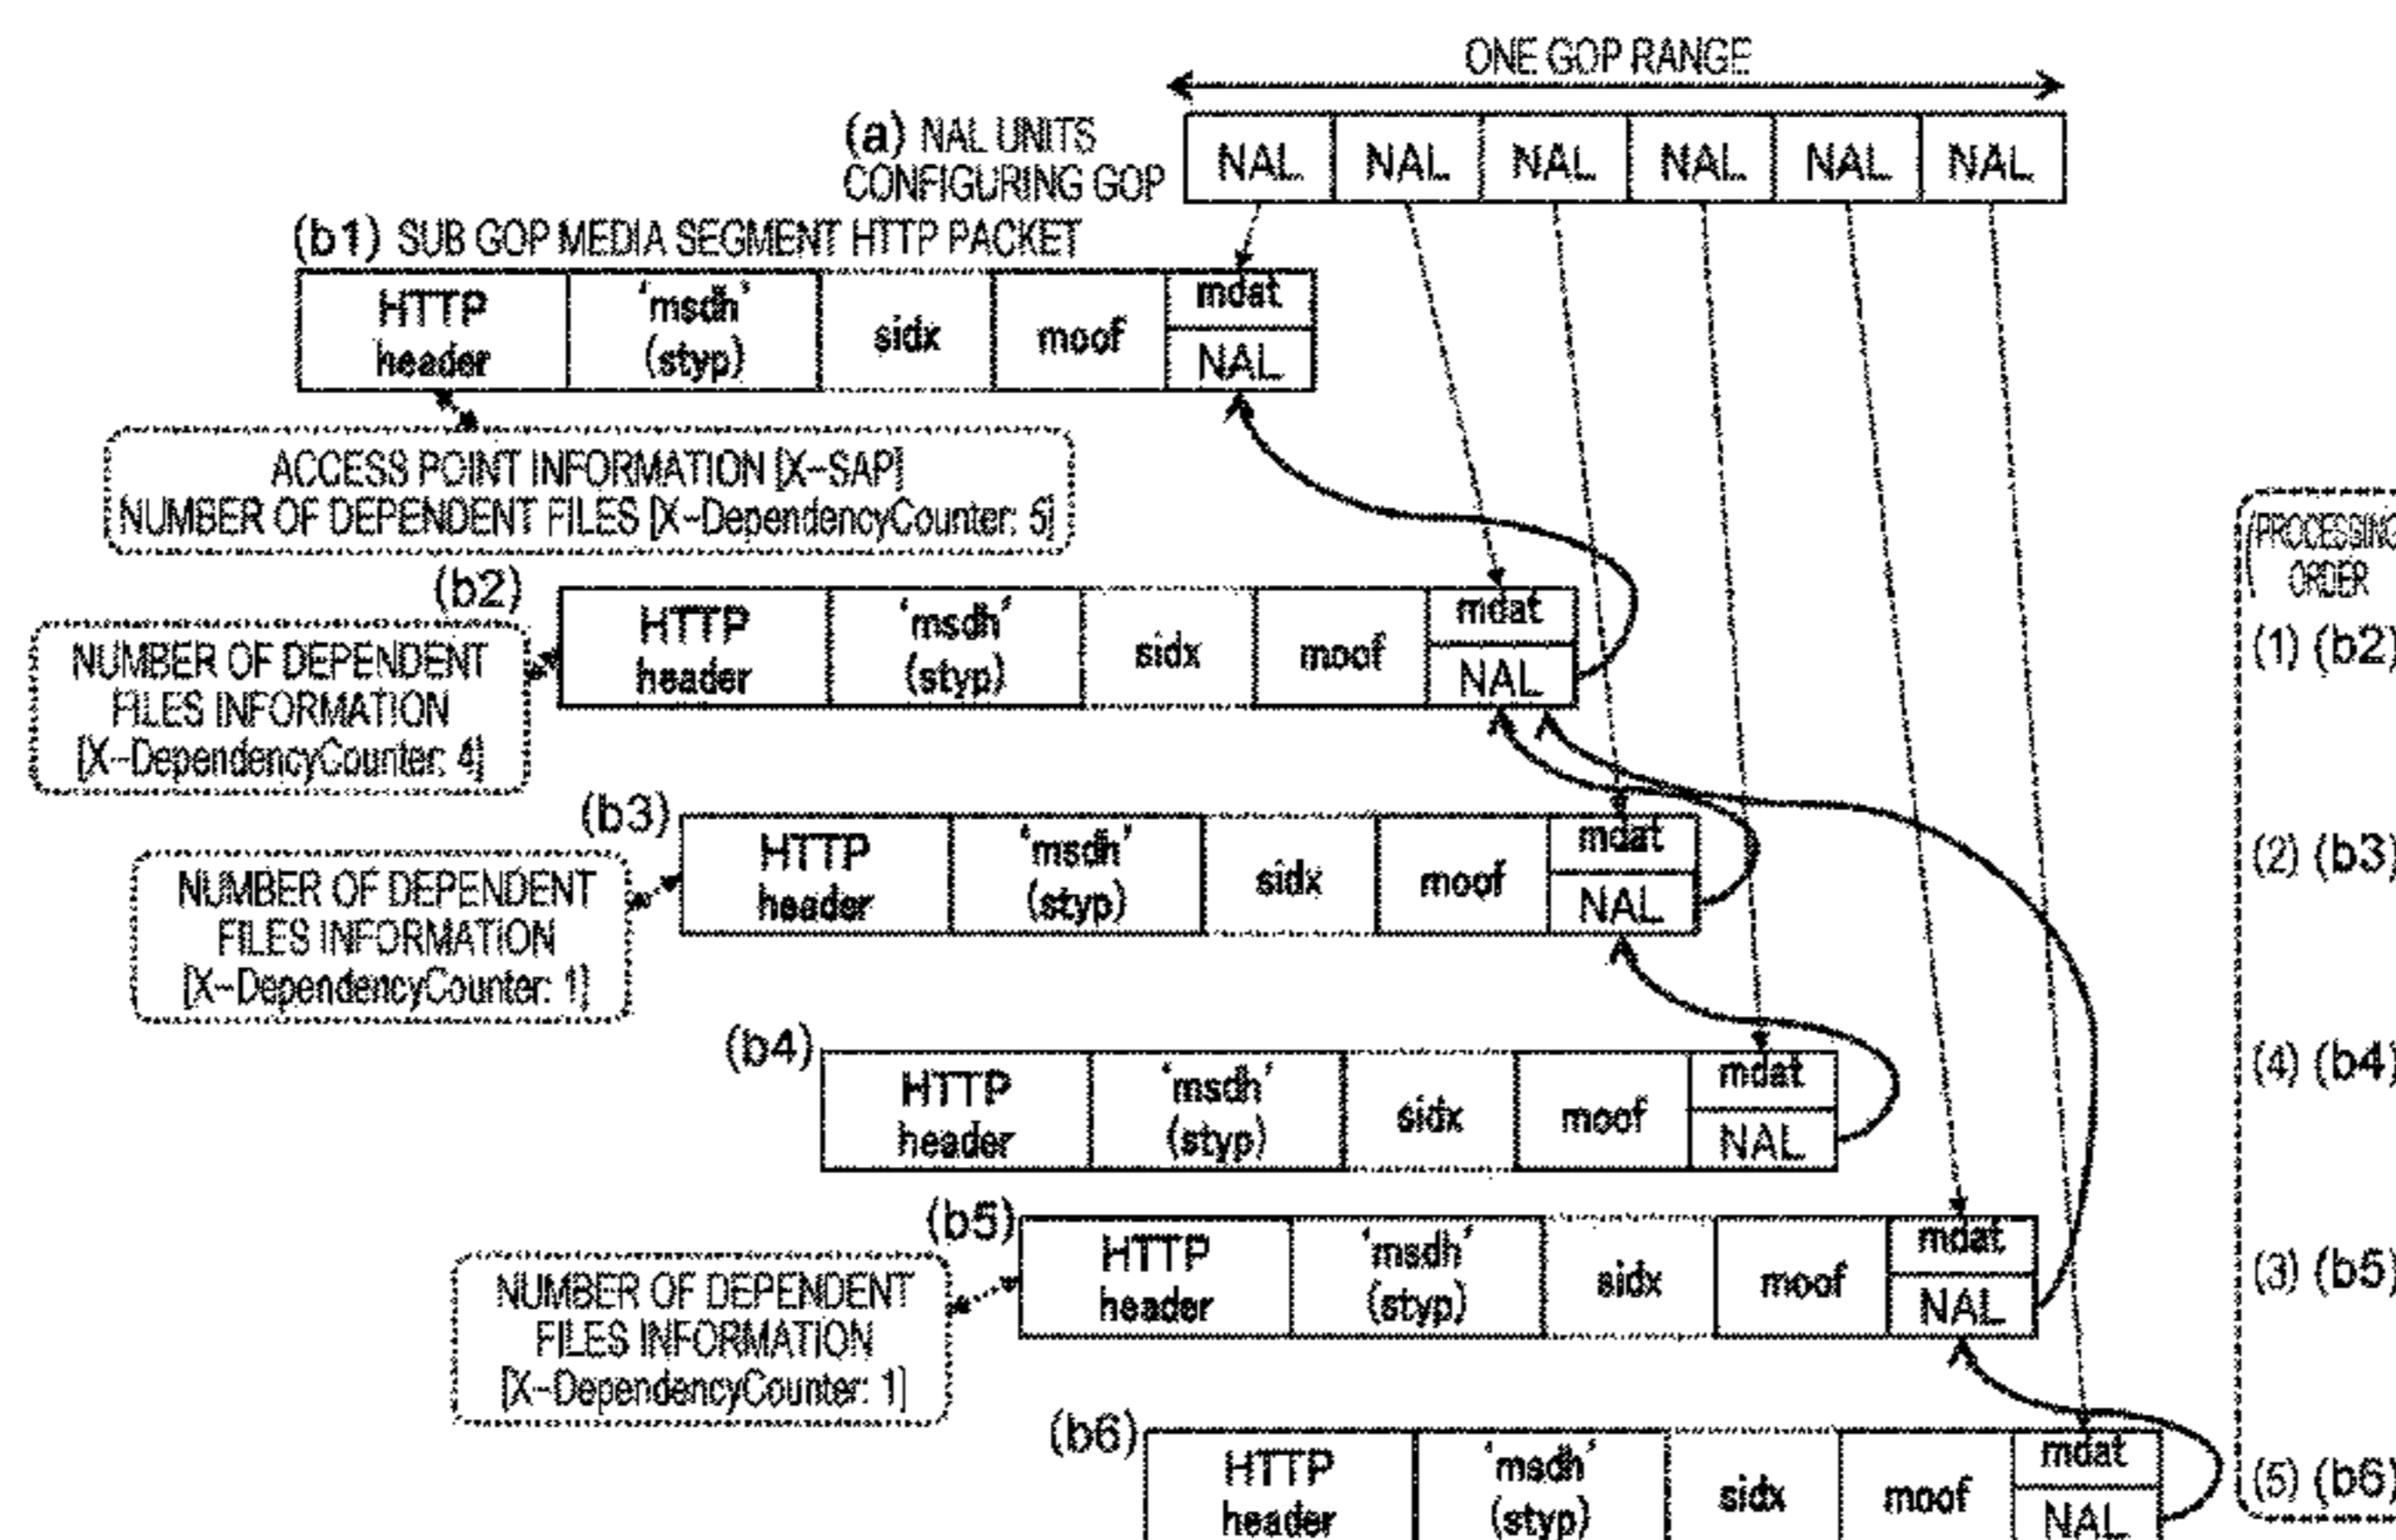 ONE GOP RANGE
(a) NAL UNITS
CONFIGURING GOP
NAL NAL NAL NAL NAL NAL
(b1) SUB GOP MEDIA SEGMENT HTTP PACKET
HTTP
header
'msdh'
(styp)
sidx
moof
mdat
NAL
ACCESS POINT INFORMATION [X-SAP]
NUMBER OF DEPENDENT FILES [X-DependencyCounter: 5]
(b2)
NUMBER OF DEPENDENT
FILES INFORMATION
[X-DependencyCounter: 4]
HTTP
header
'msdh'
(styp)
sidx
moof
mdat
NAL
(b3)
NUMBER OF DEPENDENT
FILES INFORMATION
[X-DependencyCounter: 1]
HTTP
header
'msdh'
(styp)
sidx
moof
mdat
NAL
(b4)
HTTP
header
'msdh'
(styp)
sidx
moof
mdat
NAL
(b5)
NUMBER OF DEPENDENT
FILES INFORMATION
[X-DependencyCounter: 1]
HTTP
header
'msdh'
(styp)
sidx
moof
mdat
NAL
(b6)
HTTP
header
'msdh'
(styp)
sidx
moof
mdat
NAL
PROCESSING
ORDER
(1) (b2)
(2) (b3)
(4) (b4)
(3) (b5)
(5) (b6)